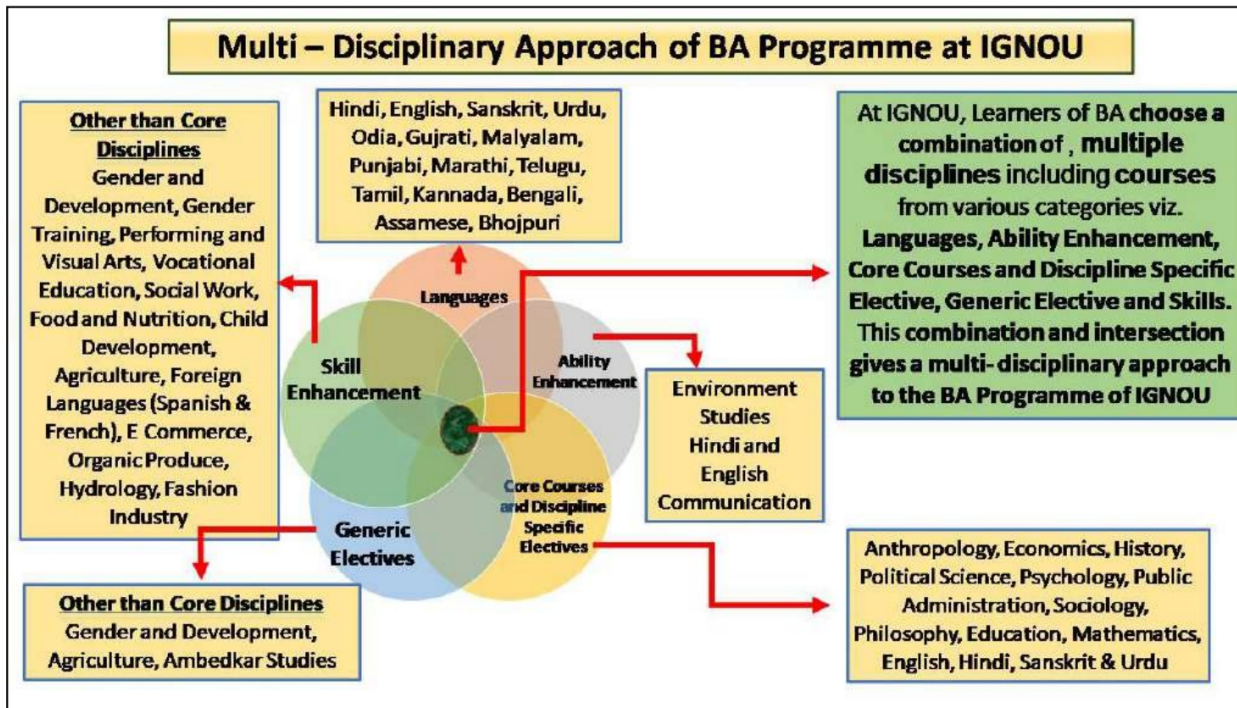 Multi – Disciplinary Approach of BA Programme at IGNOU
Other than Core
Disciplines
Gender and
Development, Gender
Training, Performing and
Visual Arts, Vocational
Education, Social Work,
Food and Nutrition, Child
Development,
Agriculture, Foreign
Languages (Spanish &
French), E Commerce,
Organic Produce,
Hydrology, Fashion
Industry
Hindi, English, Sanskrit, Urdu,
Odia, Gujrati, Malyalam,
Punjabi, Marathi, Telugu,
Tamil, Kannada, Bengali,
Assamese, Bhojpuri
At IGNOU, Learners of BA choose a
combination of , multiple
disciplines including courses
from various categories viz.
Languages, Ability Enhancement,
Core Courses and Discipline Specific
Elective, Generic Elective and Skills.
This combination and intersection
gives a multi- disciplinary approach
to the BA Programme of IGNOU
Languages
Skill
Enhancement
Ability
Enhancement
Core Courses
and Discipline
Specific
Electives
Generic
Electives
Environment
Studies
Hindi and
English
Communication
Other than Core Disciplines
Gender and Development,
Agriculture, Ambedkar Studies
Anthropology, Economics, History,
Political Science, Psychology, Public
Administration, Sociology,
Philosophy, Education, Mathematics,
English, Hindi, Sanskrit & Urdu